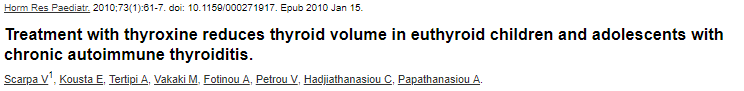 Horm Res Paediatr. 2010;73(1):61-7. doi: 10.1159/000271917. Epub 2010 Jan 15.
Treatment with thyroxine reduces thyroid volume in euthyroid children and adolescents with
chronic autoimmune thyroiditis.
Scarpa V1, Kousta E, Tertipi A, Vakaki M, Fotinou A, Petrou V, Hadjiathanasiou C, Papathanasiou A.